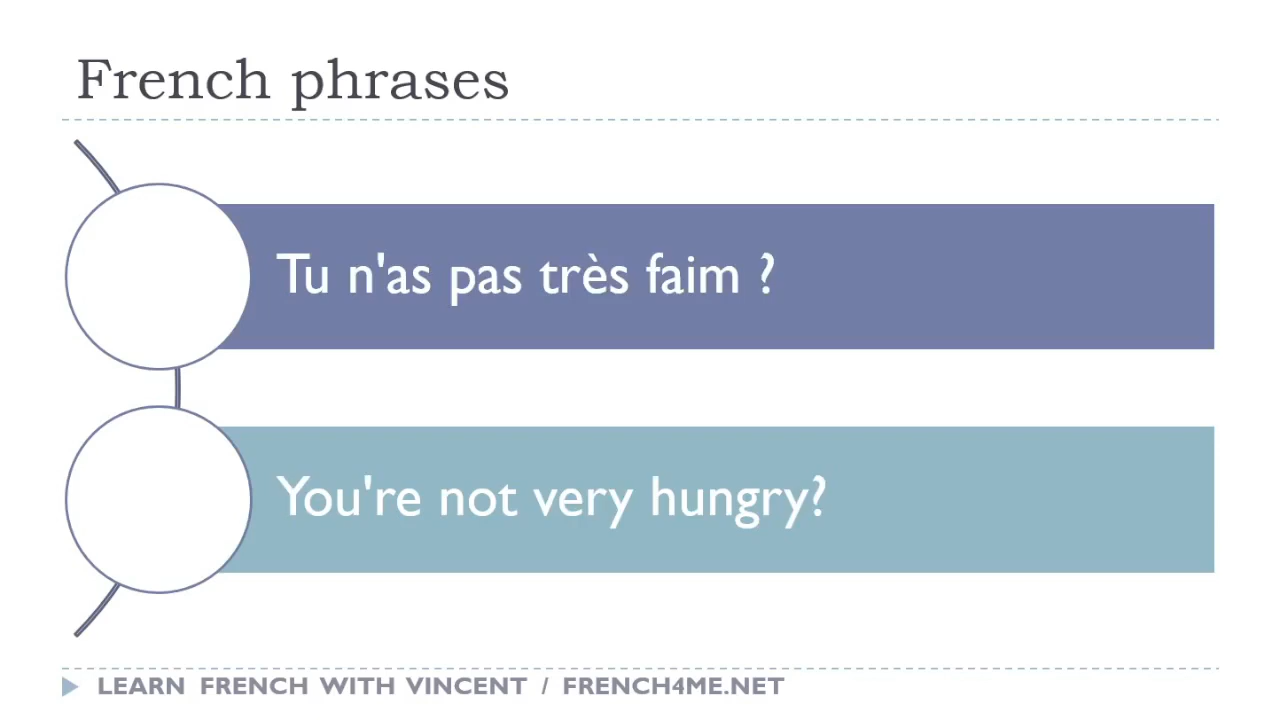 French phrases
Tu n'as pas très faim ?
You're not very hungry?
LEARN FRENCH WITH VINCENT / FRENCH4ME.NET